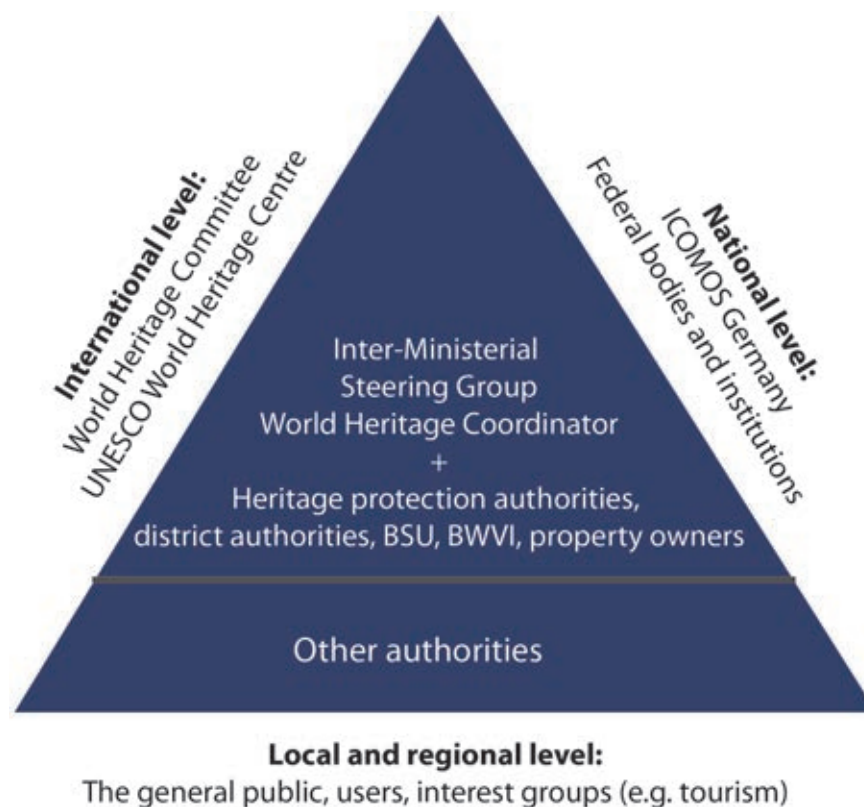 International level:
World Heritage Committee
UNESCO World Heritage Centre
National level:
ICOMOS Germany
Federal bodies and institutions
Inter-Ministerial
Steering Group
World Heritage Coordinator
+
Heritage protection authorities,
district authorities, BSU, BWVI, property owners
Other authorities
Local and regional level:
The general public, users, interest groups (e.g. tourism)